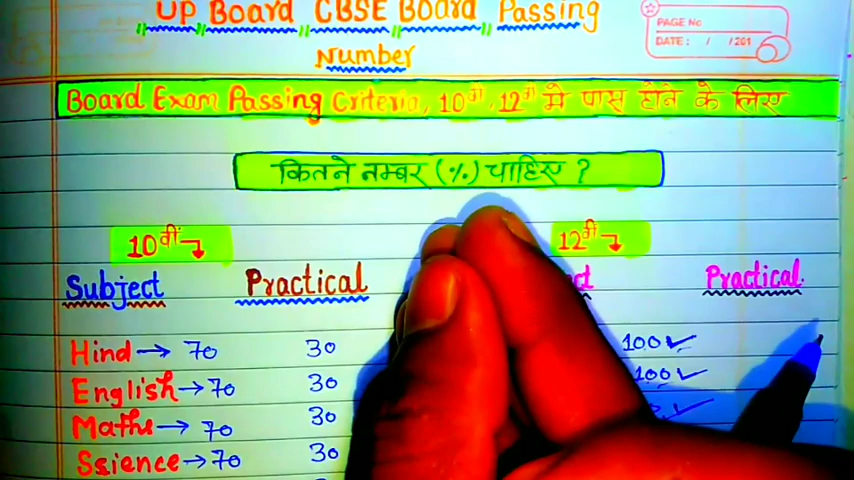 UP Board CBSE Board Passing
Number
PAGE No
DATE: / /201
Board Exam Passing Criteria, 10वी, 12वी मे पास होने के लिए
कितने नम्बर (%) चाहिए ?
10वीं 12वी
Subject Practical Practical
Hind → 70 30 100 ✓
English → 70 30 100 ✓
Maths → 70 30
Ssience → 70 30